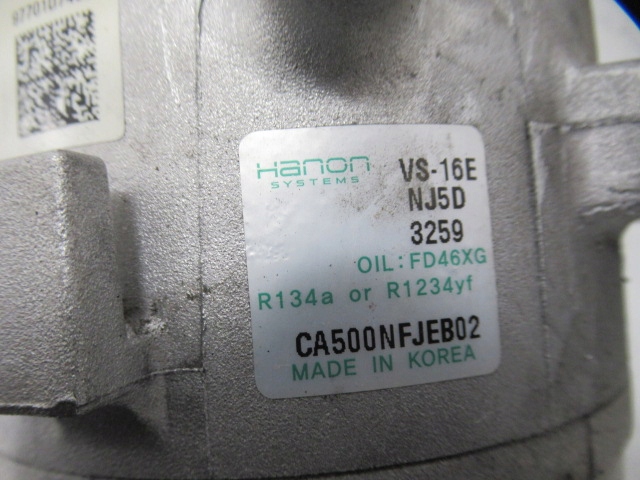 Hanon
SYSTEMS
VS-16E
NJ5D
3259
OIL: FD46XG
R134a or R1234yf
CA500NFJEB02
MADE IN KOREA